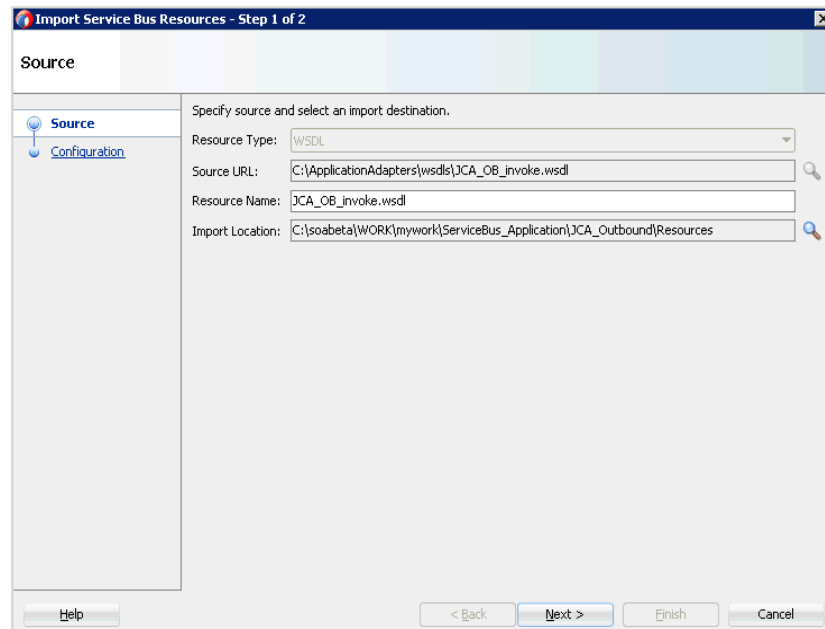 Import Service Bus Resources - Step 1 of 2
Source
Source
Configuration
Specify source and select an import destination.
Resource Type: WSDL
Source URL: C:\ApplicationAdapters\wsdls\JCA_OB_invoke.wsdl
Resource Name: JCA_OB_invoke.wsdl
Import Location: C:\soabeta\WORK\mywork\ServiceBus_Application\JCA_Outbound\Resources
Help < Back Next > Finish Cancel